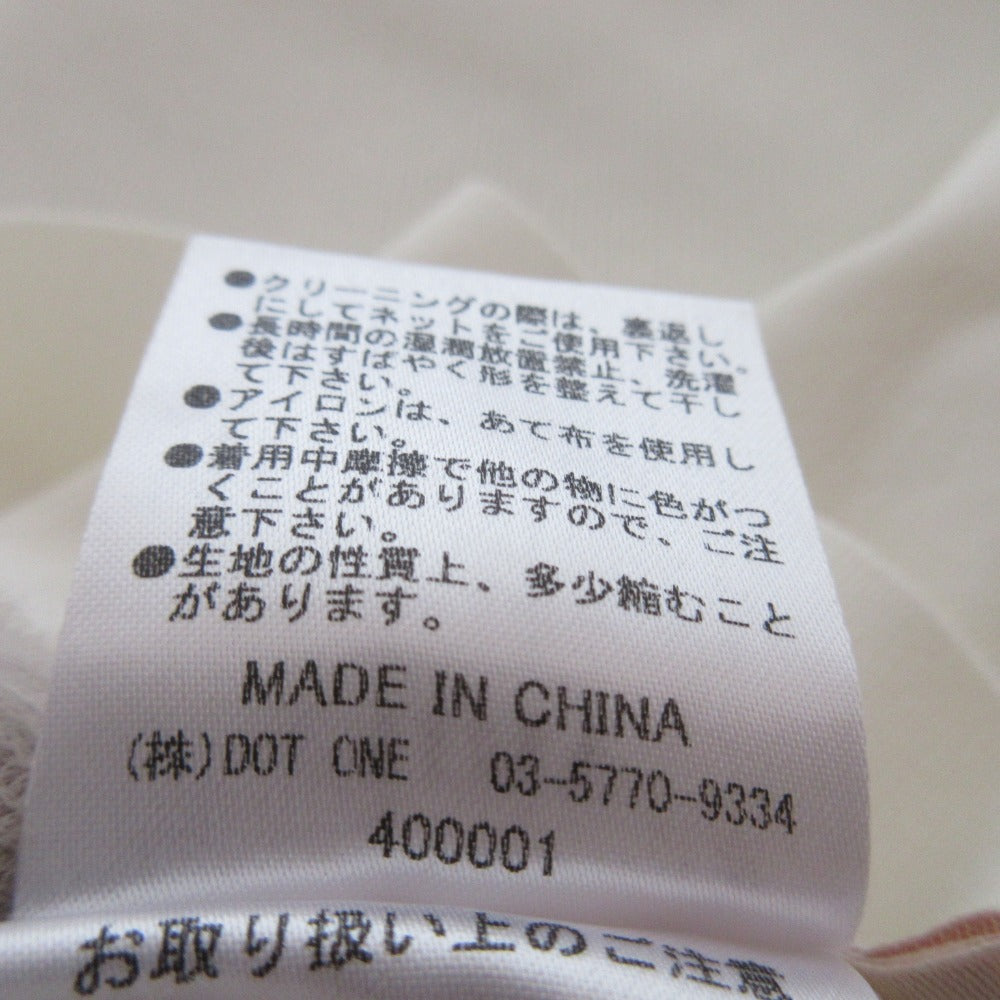 ●クリーニングの際は、裏返し
にしてネットをご使用下さい。
●長時間の湿潤放置禁止、洗濯
後はすばやく形を整えて干し
て下さい。
●アイロンは、あて布を使用し
て下さい。
●着用中摩擦で他の物に色がつ
くことがありますので、ご注
意下さい。
●生地の性質上、多少縮むこと
があります。
MADE IN CHINA
(株)DOT ONE 03-5770-9334
400001
お取り扱い上のご注意